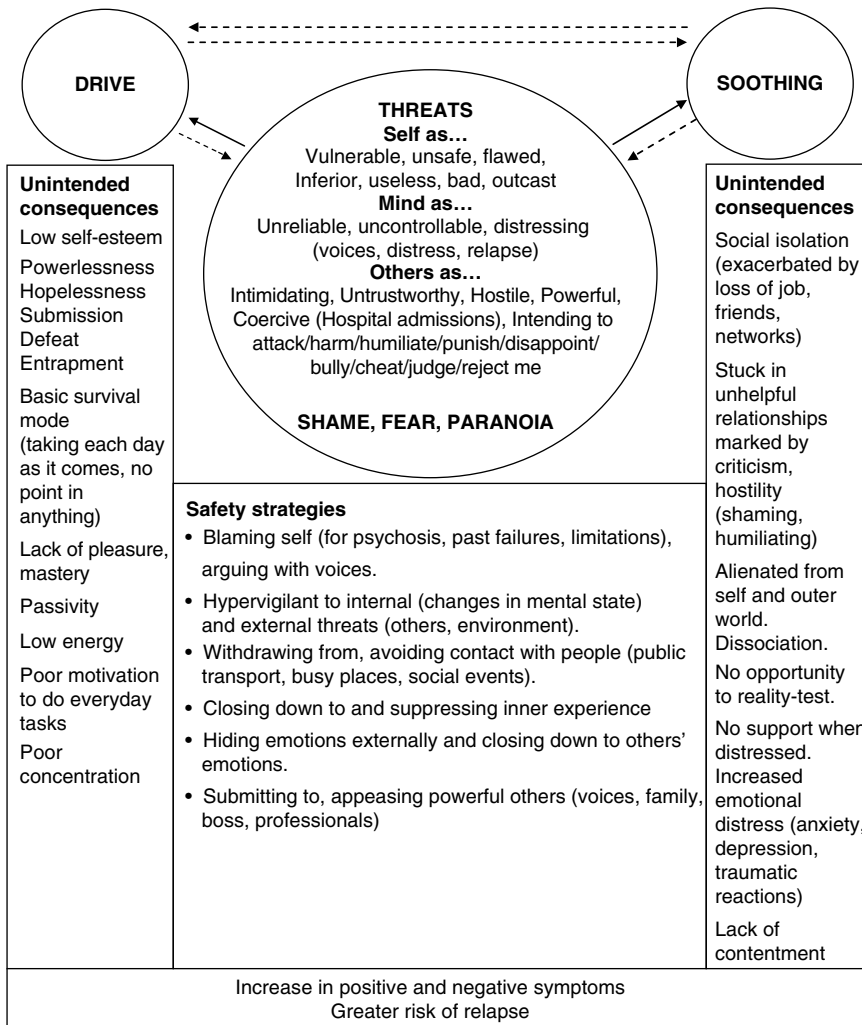 DRIVE
SOOTHING
THREATS
Self as...
Vulnerable, unsafe, flawed,
Inferior, useless, bad, outcast
Mind as...
Unreliable, uncontrollable, distressing
(voices, distress, relapse)
Others as...
Intimidating, Untrustworthy, Hostile, Powerful,
Coercive (Hospital admissions), Intending to
attack/harm/humiliate/punish/disappoint/
bully/cheat/judge/reject me
SHAME, FEAR, PARANOIA
Unintended
consequences
Low self-esteem
Powerlessness
Hopelessness
Submission
Defeat
Entrapment
Basic survival
mode
(taking each day
as it comes, no
point in
anything)
Lack of pleasure,
mastery
Passivity
Low energy
Poor motivation
to do everyday
tasks
Poor
concentration
Safety strategies
• Blaming self (for psychosis, past failures, limitations),
arguing with voices.
• Hypervigilant to internal (changes in mental state)
and external threats (others, environment).
• Withdrawing from, avoiding contact with people (public
transport, busy places, social events).
• Closing down to and suppressing inner experience
• Hiding emotions externally and closing down to others'
emotions.
• Submitting to, appeasing powerful others (voices, family,
boss, professionals)
Unintended
consequences
Social isolation
(exacerbated by
loss of job,
friends,
networks)
Stuck in
unhelpful
relationships
marked by
criticism,
hostility
(shaming,
humiliating)
Alienated from
self and outer
world.
Dissociation.
No opportunity
to reality-test.
No support when
distressed.
Increased
emotional
distress (anxiety,
depression,
traumatic
reactions)
Lack of
contentment
Increase in positive and negative symptoms
Greater risk of relapse